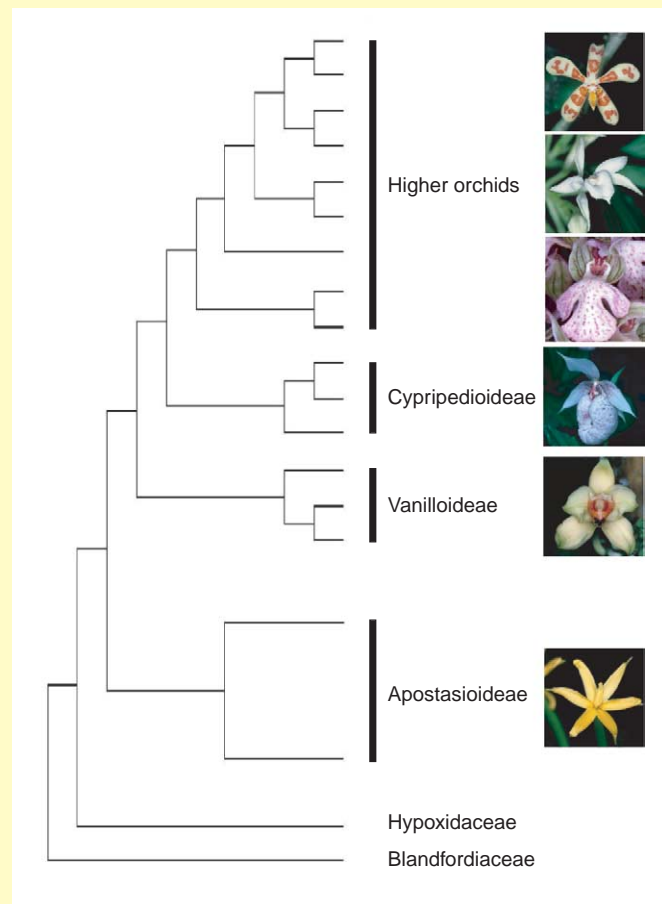 Higher orchids
Cypripedioideae
Vanilloideae
Apostasioideae
Hypoxidaceae
Blandfordiaceae